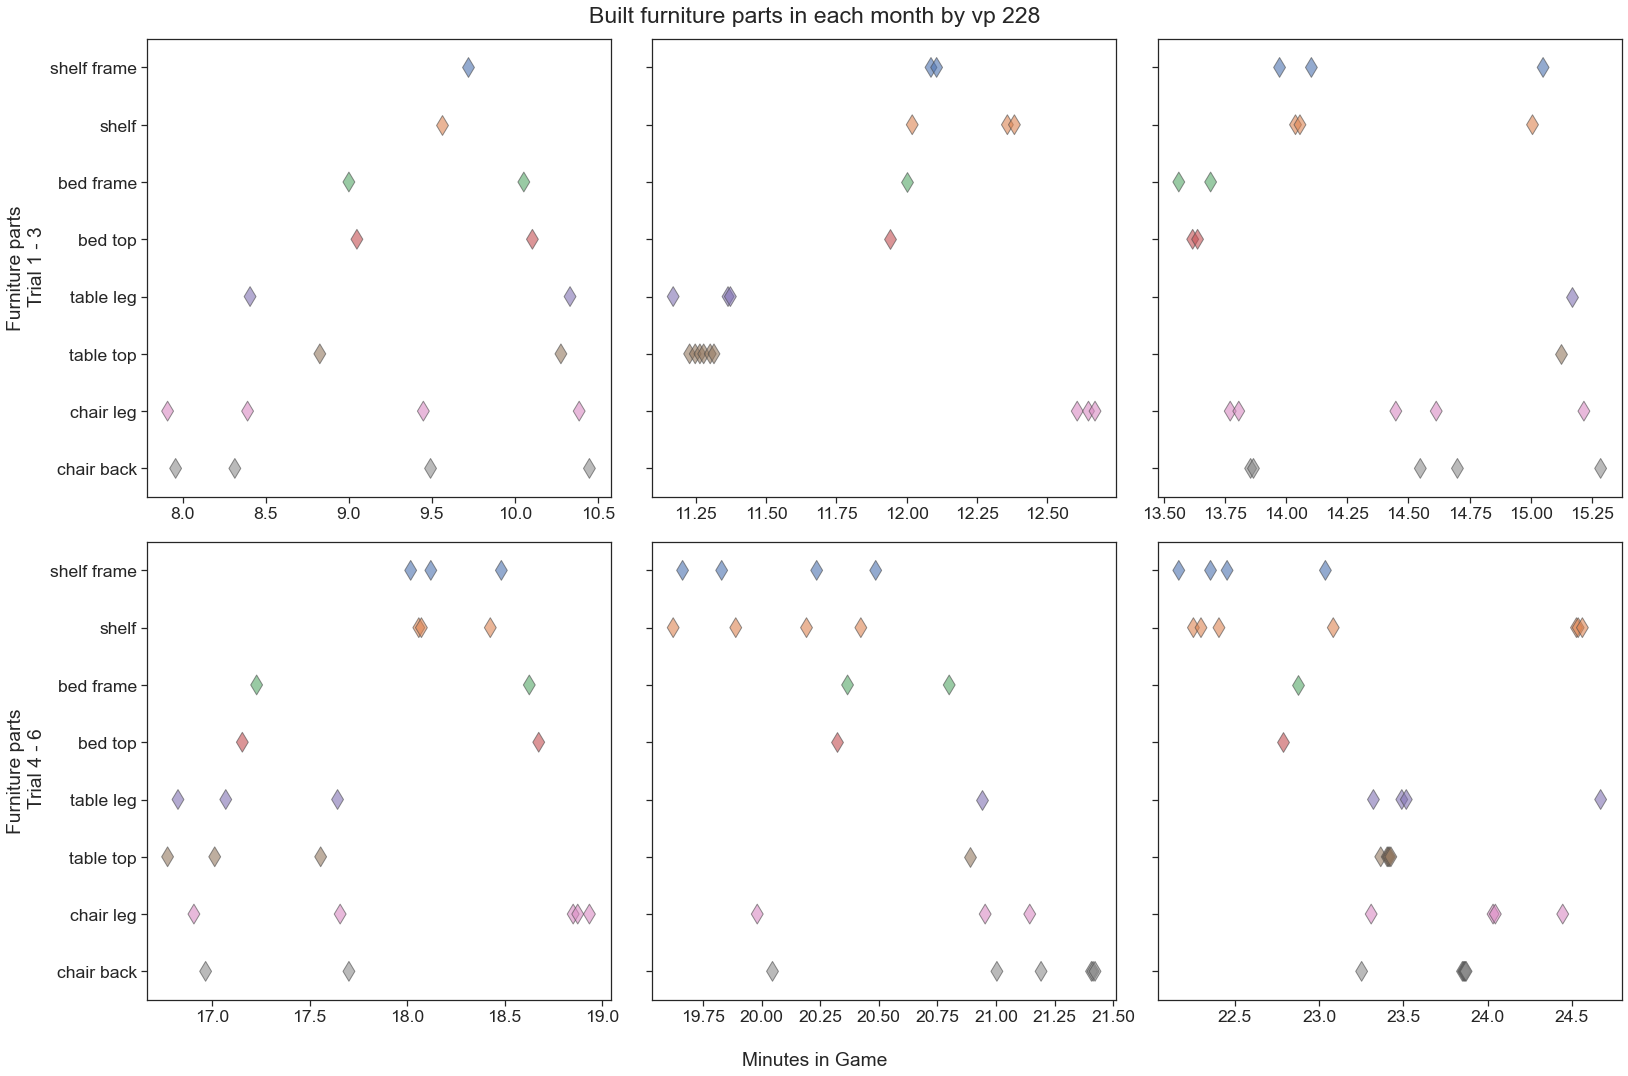 Built furniture parts in each month by vp 228
Furniture parts
Trial 1 - 3
shelf frame
shelf
bed frame
bed top
table leg
table top
chair leg
chair back
8.0 8.5 9.0 9.5 10.0 10.5
11.25 11.50 11.75 12.00 12.25 12.50
13.50 13.75 14.00 14.25 14.50 14.75 15.00 15.25
Furniture parts
Trial 4 - 6
shelf frame
shelf
bed frame
bed top
table leg
table top
chair leg
chair back
17.0 17.5 18.0 18.5 19.0
19.75 20.00 20.25 20.50 20.75 21.00 21.25 21.50
22.5 23.0 23.5 24.0 24.5
Minutes in Game